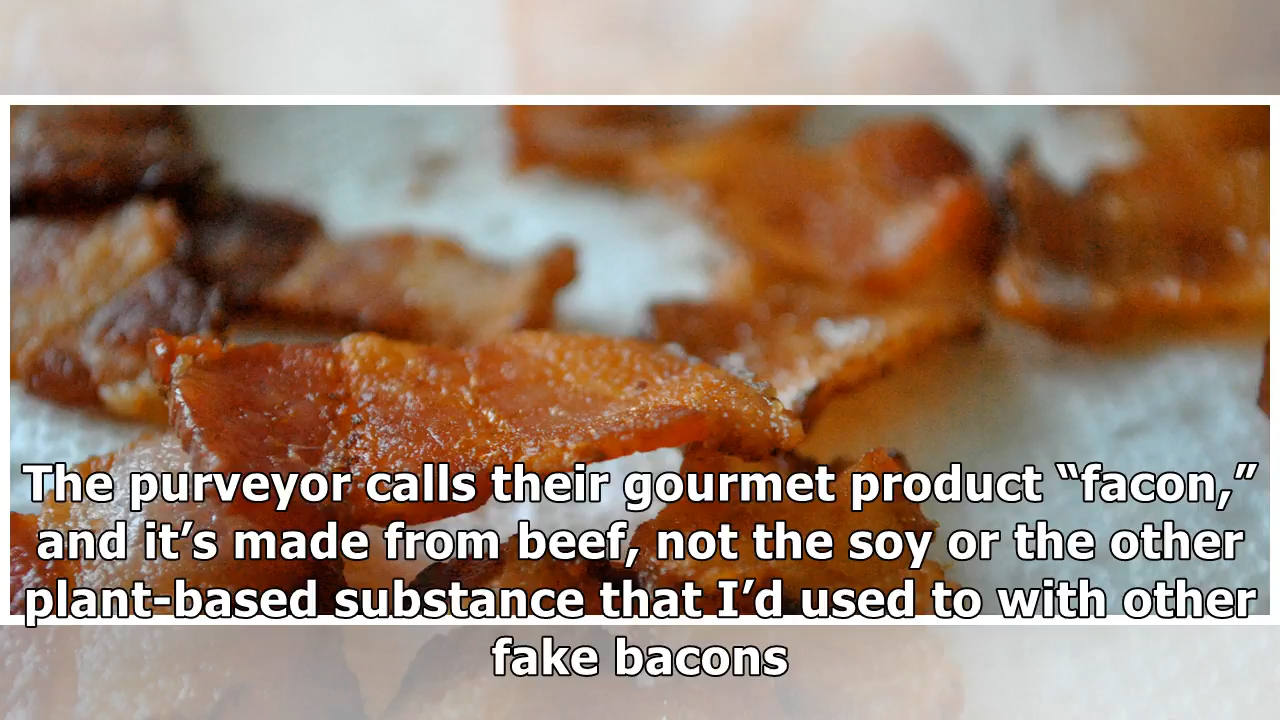 The purveyor calls their gourmet product “facon,”
and it’s made from beef, not the soy or the other
plant-based substance that I’d used to with other
fake bacons